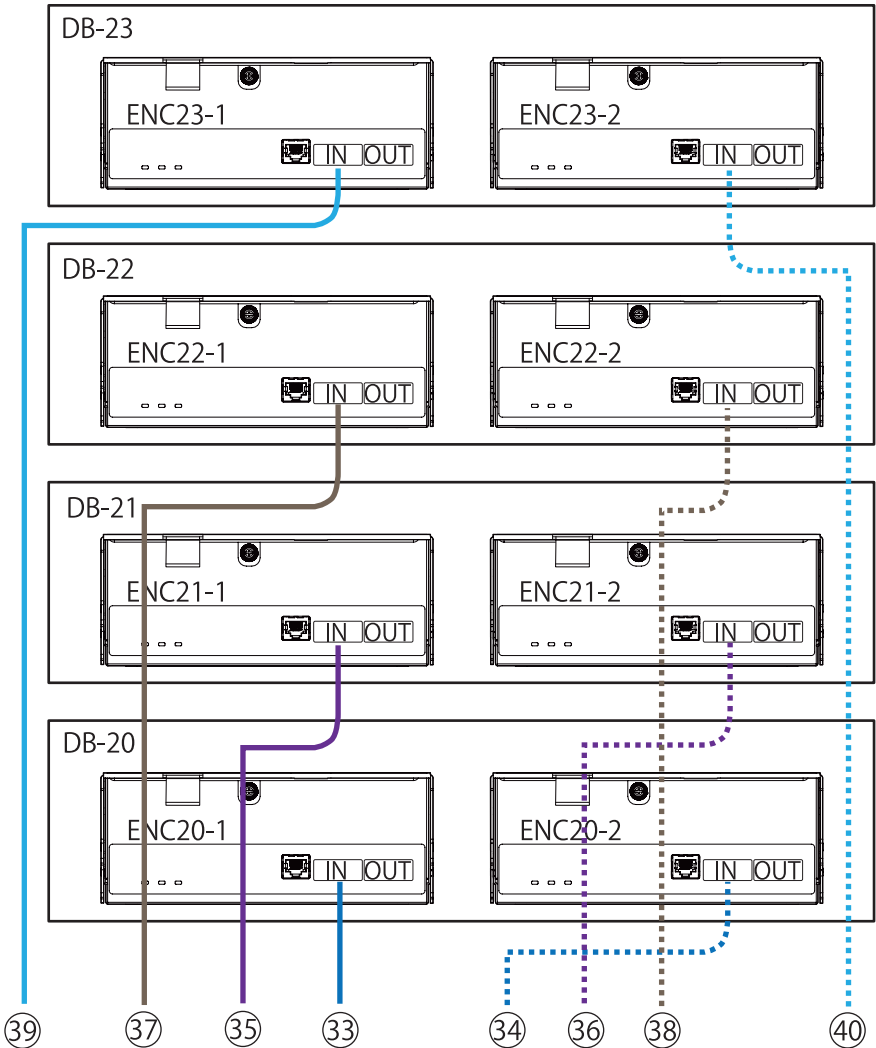 DB-23
ENC23-1
ENC23-2
IN OUT
IN OUT
DB-22
ENC22-1
ENC22-2
IN OUT
IN OUT
DB-21
ENC21-1
ENC21-2
IN OUT
IN OUT
DB-20
ENC20-1
ENC20-2
IN OUT
IN OUT
39
37
35
33
34
36
38
40